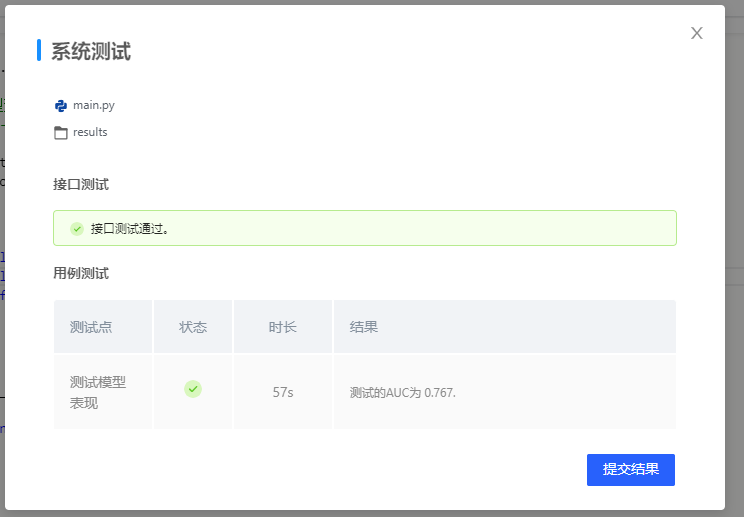 系统测试
main.py
results
接口测试
接口测试通过。
用例测试
测试点 状态 时长 结果
测试模型
表现 57s 测试的AUC为 0.767.
提交结果